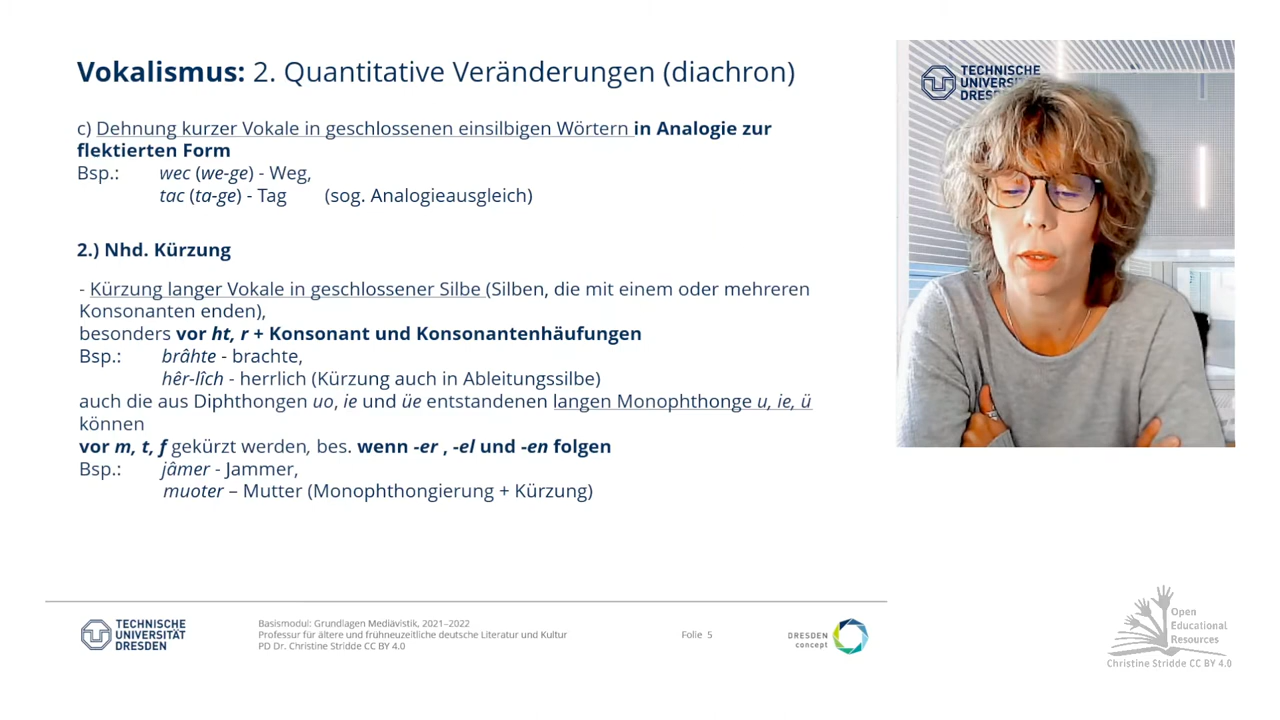 Vokalismus: 2. Quantitative Veränderungen (diachron)
c) Dehnung kurzer Vokale in geschlossenen einsilbigen Wörtern in Analogie zur
flektierten Form
Bsp.: wec (we-ge) - Weg,
tac (ta-ge) - Tag (sog. Analogieausgleich)
2.) Nhd. Kürzung
- Kürzung langer Vokale in geschlossener Silbe (Silben, die mit einem oder mehreren
Konsonanten enden),
besonders vor ht, r + Konsonant und Konsonantenhäufungen
Bsp.: brâhte - brachte,
hêr-lîch - herrlich (Kürzung auch in Ableitungssilbe)
auch die aus Diphthongen uo, ie und üe entstandenen langen Monophthonge u, ie, ü
können
vor m, t, f gekürzt werden, bes. wenn -er , -el und -en folgen
Bsp.: jâmer - Jammer,
muoter – Mutter (Monophthongierung + Kürzung)
TECHNISCHE
UNIVERSIT
DRESDEN
TECHNISCHE
UNIVERSITÄT
DRESDEN
Basismodul: Grundlagen Mediävistik, 2021–2022
Professur für ältere und frühneuzeitliche deutsche Literatur und Kultur
PD Dr. Christine Stridde CC BY 4.0
Folie 5
DRESDEN
concept
Open
Educational
Resources
Christine Stridde CC BY 4.0